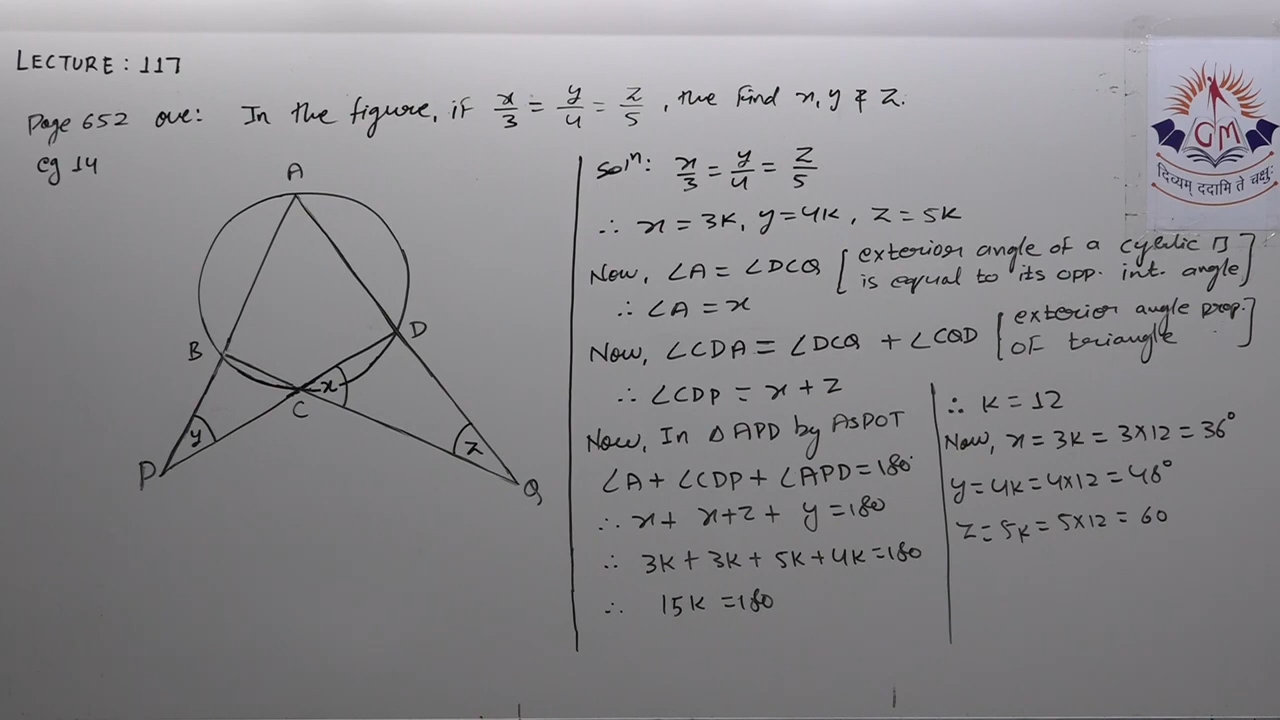 LECTURE : 117
Page 652 que: In the figure, if x/3 = y/4 = z/5, the find x, y & z.
eg 14
A
B
D
C
x
y
z
P
Q
Solⁿ: x/3 = y/4 = z/5
∴ x = 3K, y = 4K, z = 5K
Now, ∠A = ∠DCQ [exterior angle of a cyclic
is equal to its opp. int. angle]
∴ ∠A = x
Now, ∠CDA = ∠DCQ + ∠CQD [exterior angle prop.
OF triangle]
∴ ∠CDP = x + z
Now, In △APD by ASPOT
∠A + ∠CDP + ∠APD = 180°
∴ x + x + z + y = 180
∴ 3K + 3K + 5K + 4K = 180
∴ 15K = 180
∴ K = 12
Now, x = 3K = 3×12 = 36°
y = 4K = 4×12 = 48°
z = 5K = 5×12 = 60
GM
दिव्यम् ददामि ते चक्षुः